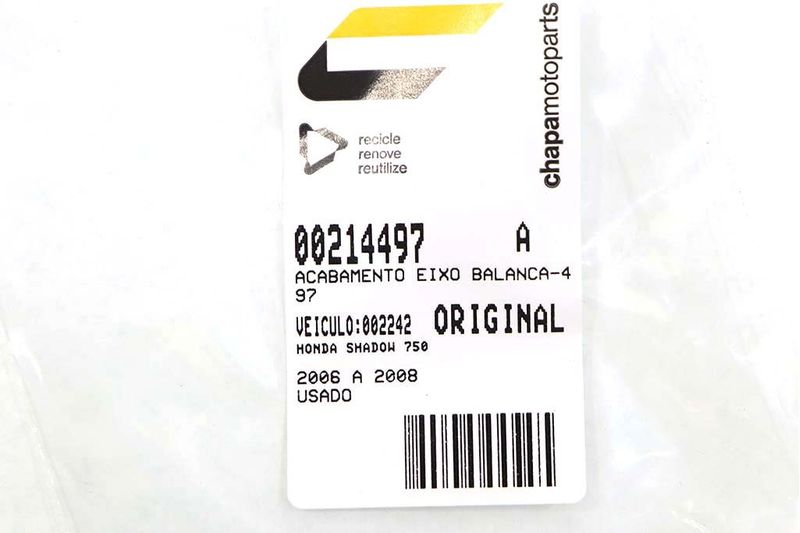 chapamotoparts
recicle
renove
reutilize
00214497 A
ACABAMENTO EIXO BALANCA-4
97
VEICULO:002242 ORIGINAL
HONDA SHADOW 750
2006 A 2008
USADO